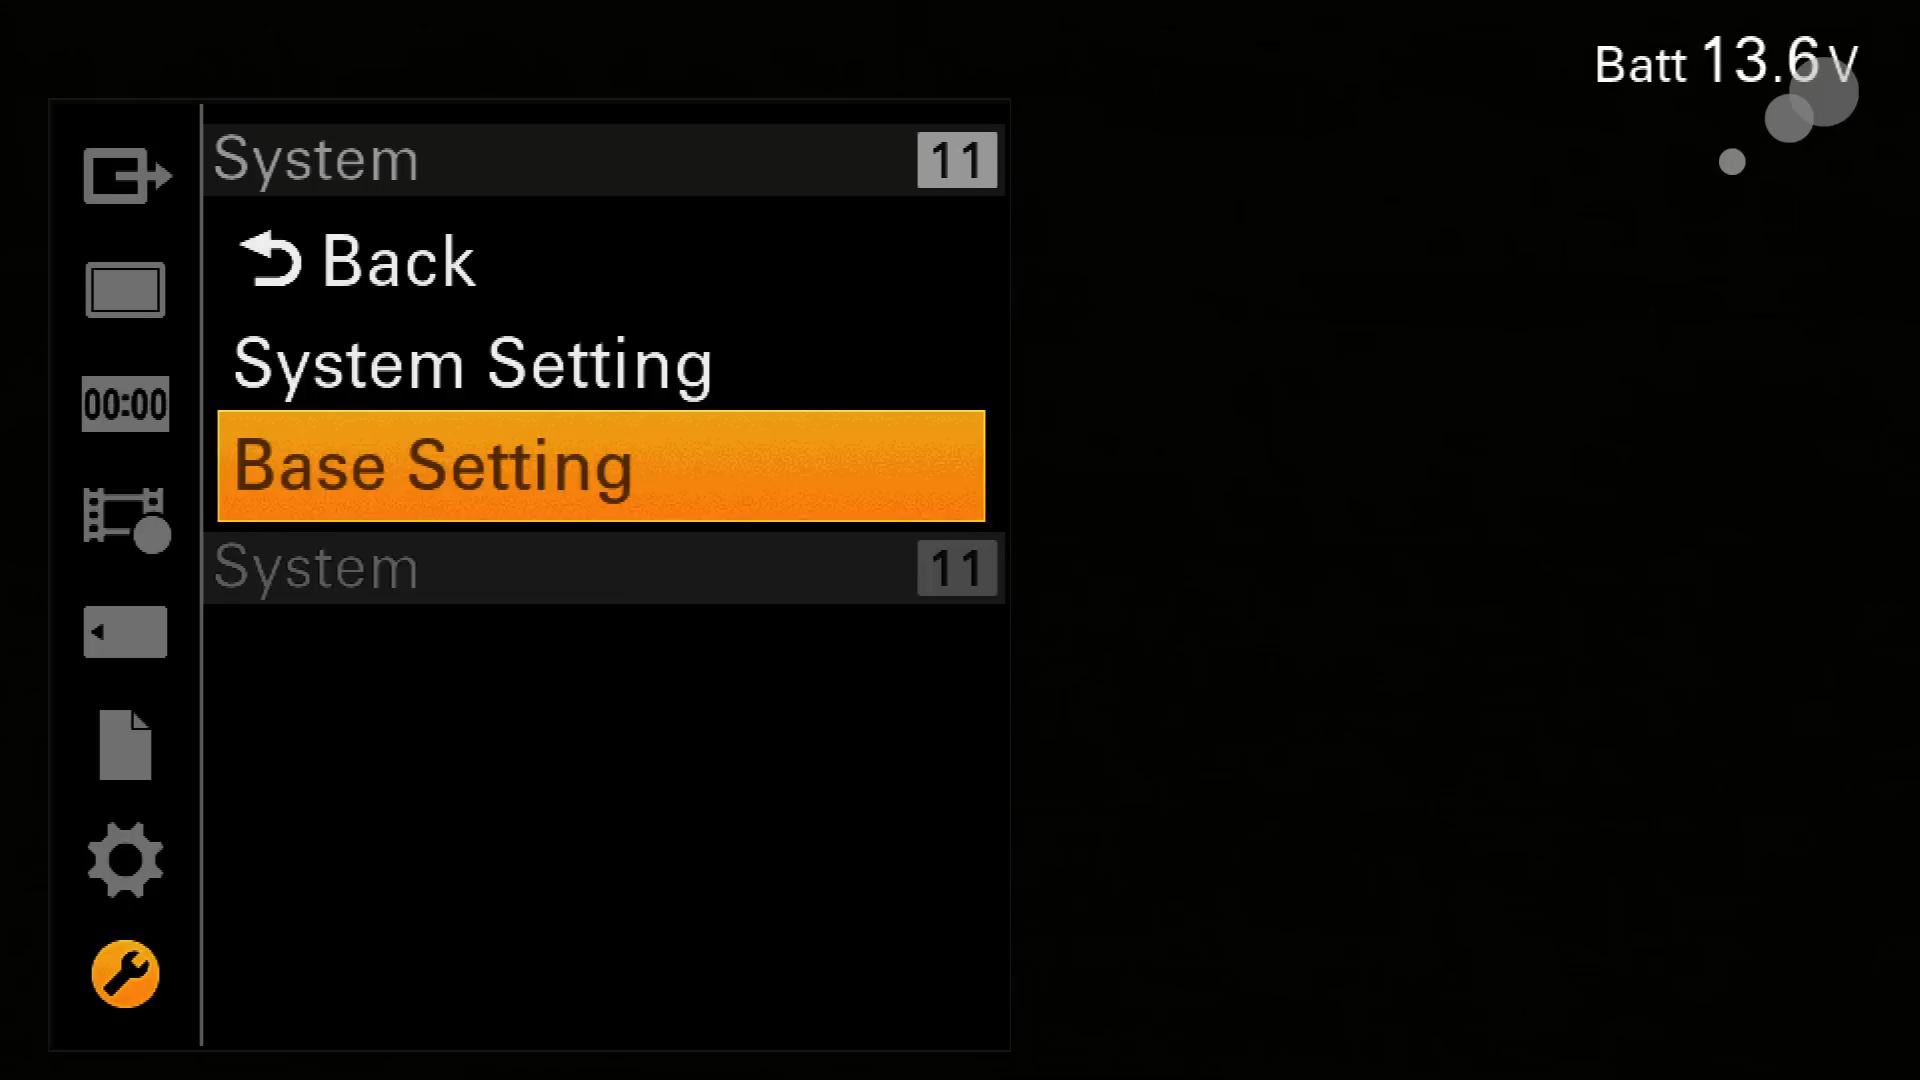 Batt 13.6V
System 11
Back
System Setting
Base Setting
System 11
00:00